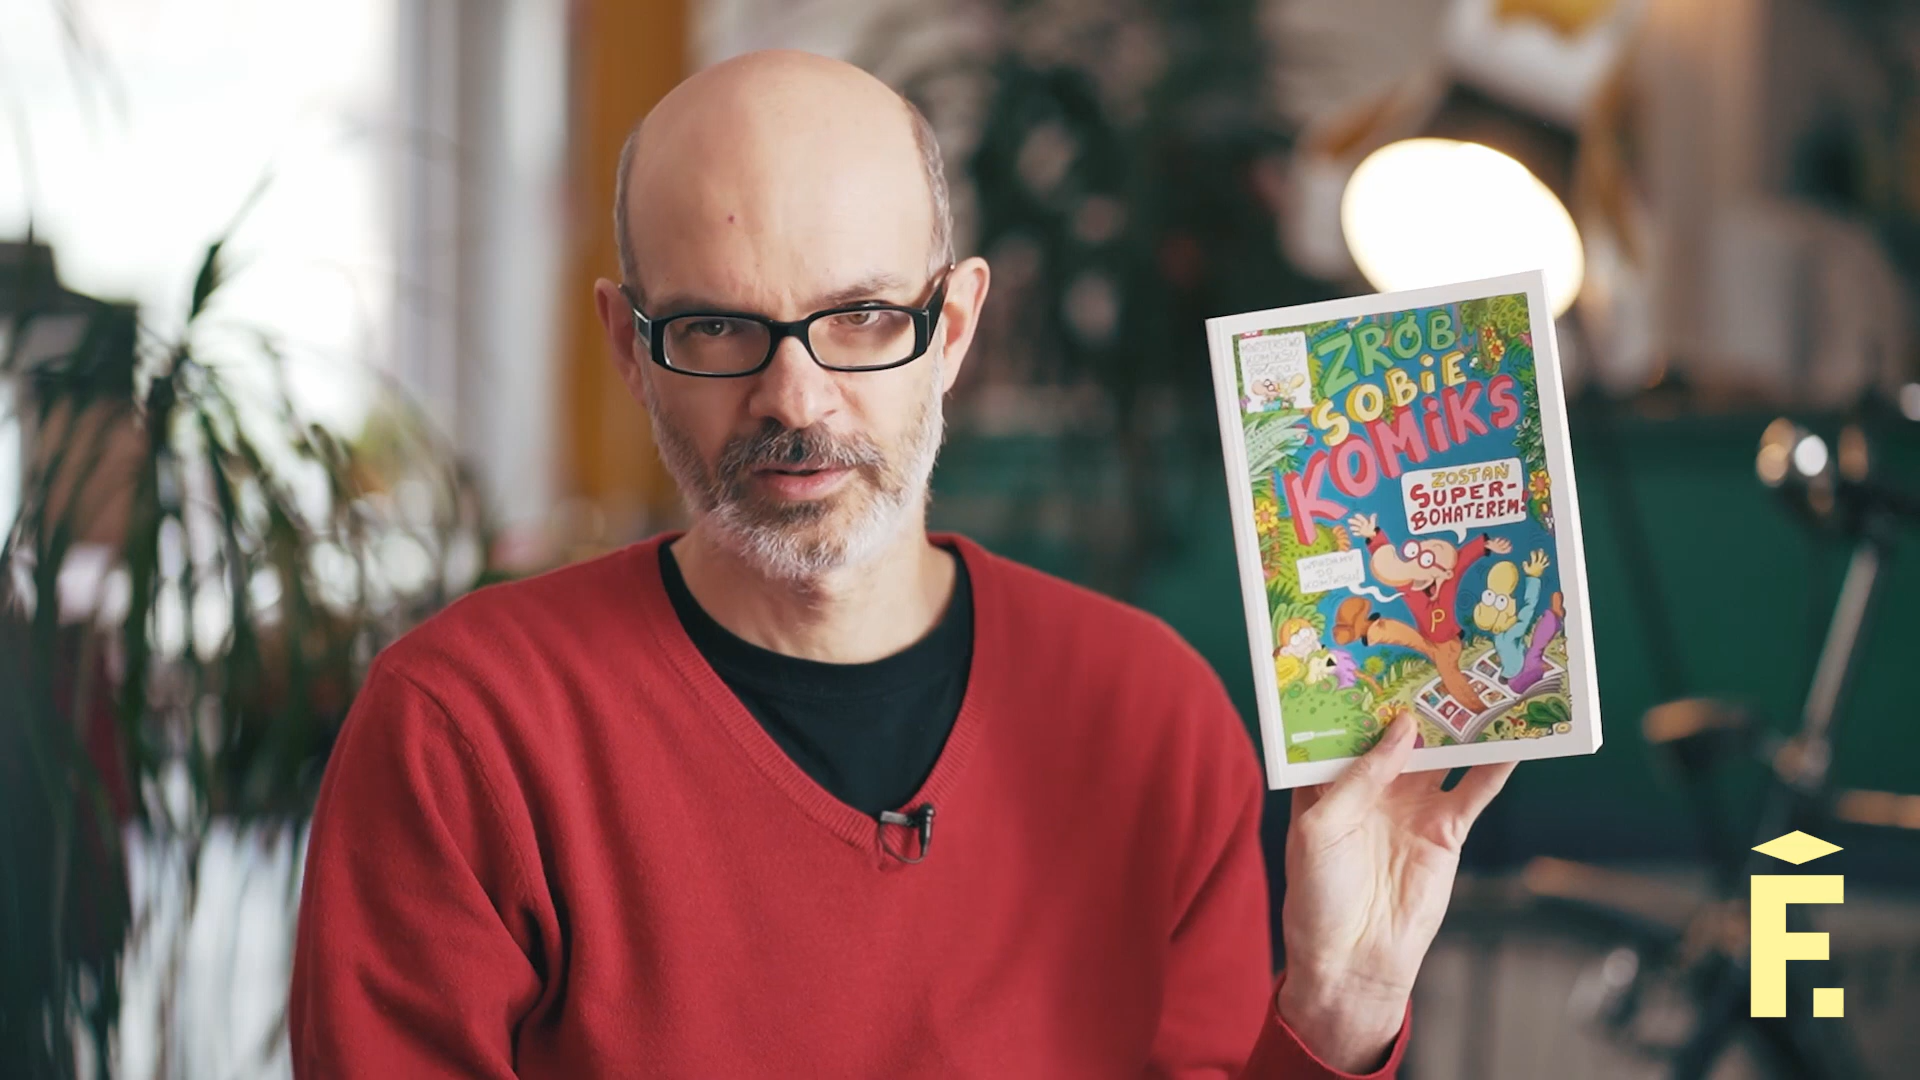 ZRÓB
SOBiE
KOMiKS
ZOSTAŃ
SUPER-
BOHATEREM!
P
F.